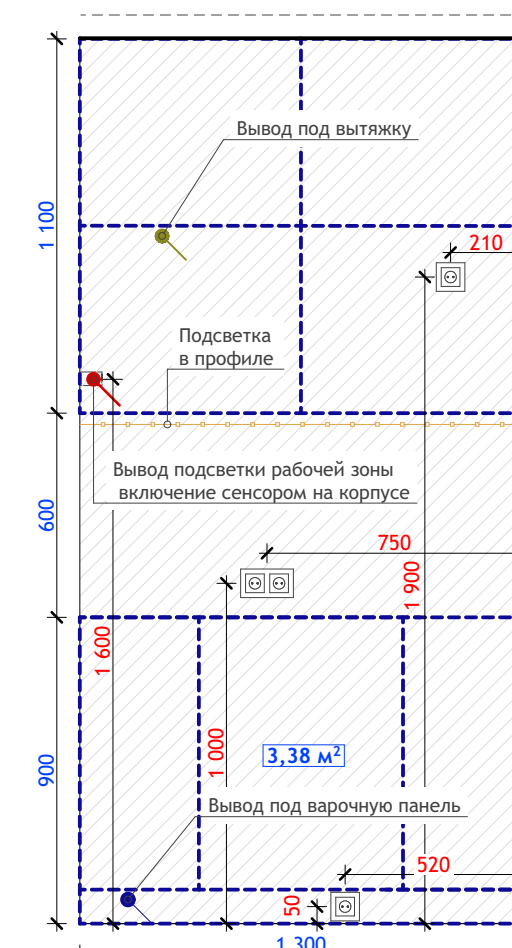 Вывод под вытяжку
1 100
210
Подсветка
в профиле
Вывод подсветки рабочей зоны
включение сенсором на корпусе
600
750
1 900
1 600
1 000
3,38 м²
900
Вывод под варочную панель
520
50
1 300